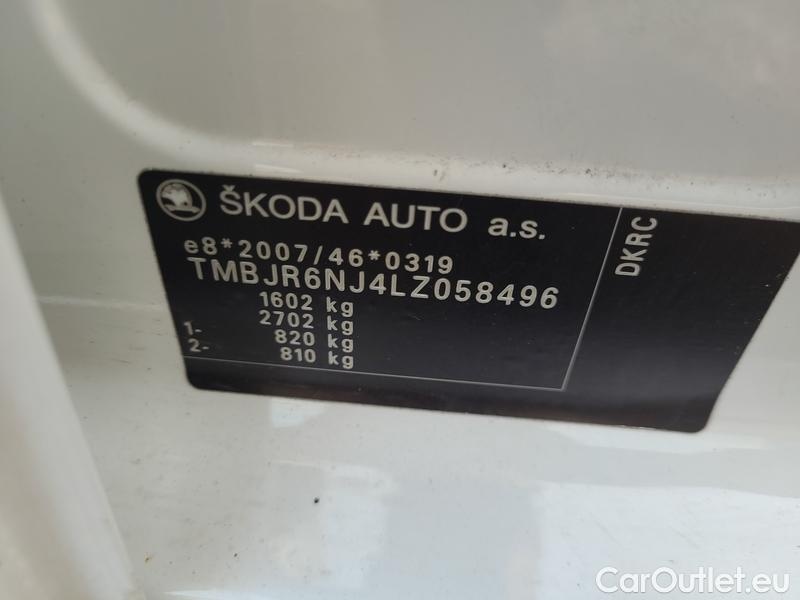 ŠKODA AUTO a.s.
e8*2007/46*0319
TMBJR6NJ4LZ058496
1602 kg
2702 kg
1- 820 kg
2- 810 kg
DKRC
CarOutlet.eu